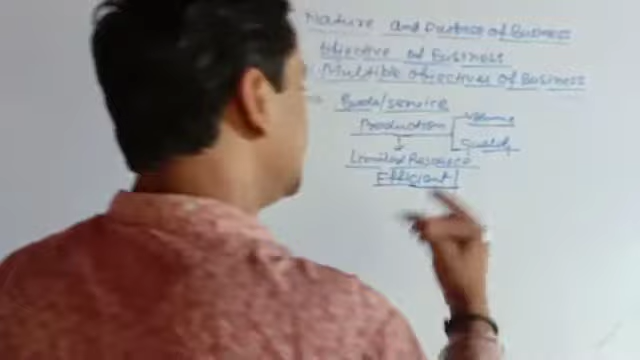 Nature and Purpose of Business
Objective of Business
Multiple objectives of Business
Goods/service
Production
Volume
Quality
Limited Resource
Efficient